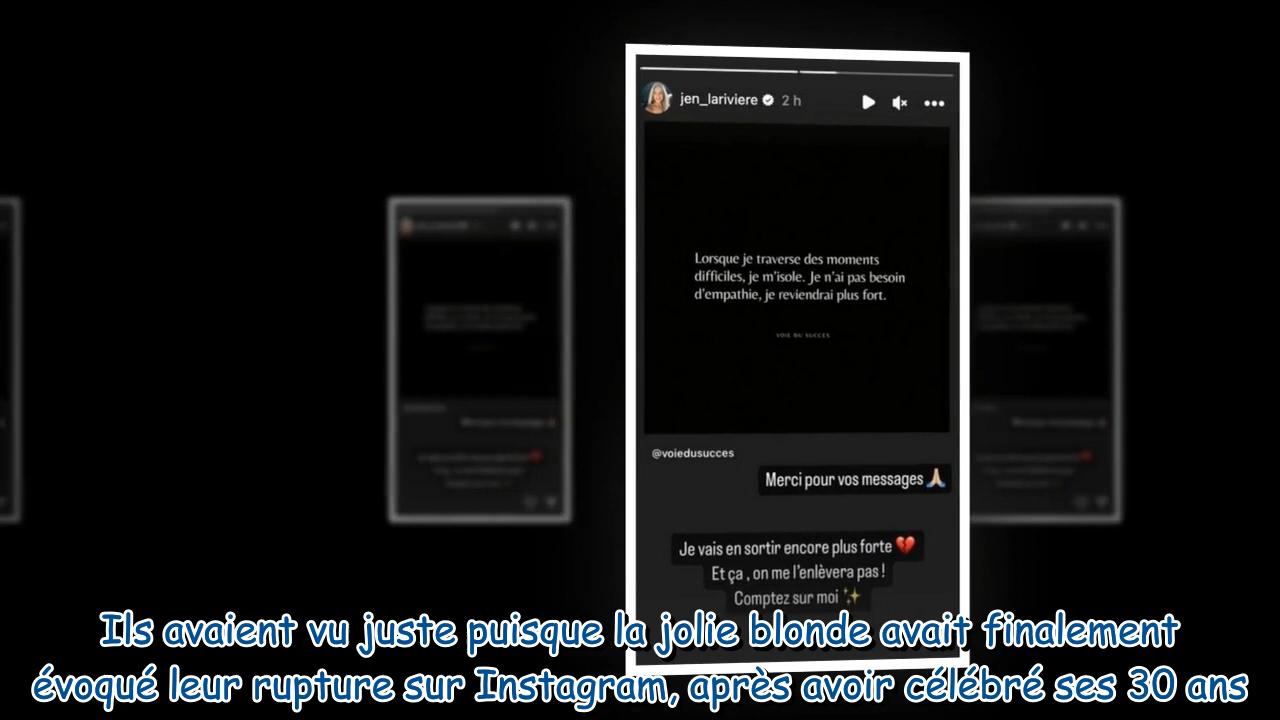 jen_lariviere 2 h
Lorsque je traverse des moments
difficiles, je m'isole. Je n'ai pas besoin
d'empathie, je reviendrai plus fort.
VOIE DU SUCCES
@voiedusucces
Merci pour vos messages🙏🏼
Je vais en sortir encore plus forte 💔
Et ça , on me l'enlèvera pas !
Comptez sur moi ✨
Ils avaient vu juste puisque la jolie blonde avait finalement
évoqué leur rupture sur Instagram, après avoir célébré ses 30 ans